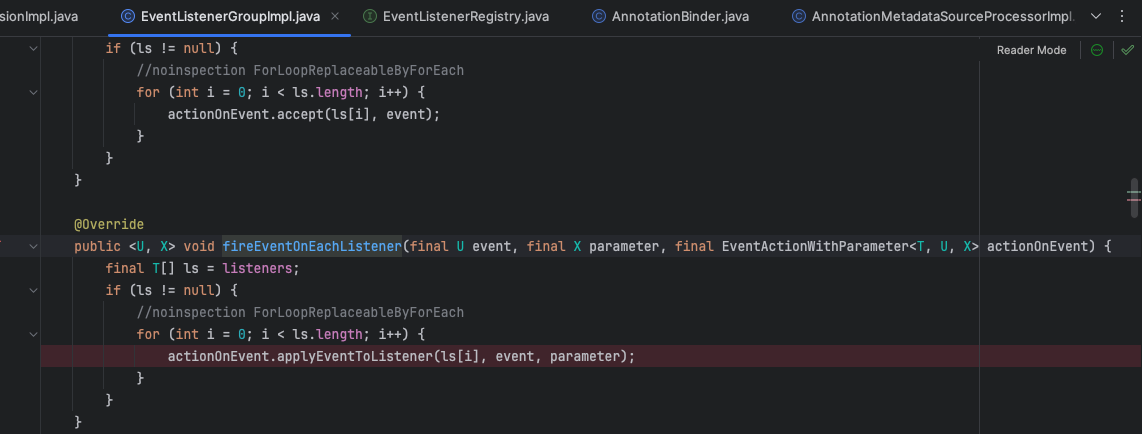 sionImpl.java EventListenerGroupImpl.java EventListenerRegistry.java AnnotationBinder.java AnnotationMetadataSourceProcessorImpl.
Reader Mode
if (ls != null) {
//noinspection ForLoopReplaceableByForEach
for (int i = 0; i < ls.length; i++) {
actionOnEvent.accept(ls[i], event);
}
}
}
@Override
public <U, X> void fireEventOnEachListener(final U event, final X parameter, final EventActionWithParameter<T, U, X> actionOnEvent) {
final T[] ls = listeners;
if (ls != null) {
//noinspection ForLoopReplaceableByForEach
for (int i = 0; i < ls.length; i++) {
actionOnEvent.applyEventToListener(ls[i], event, parameter);
}
}
}